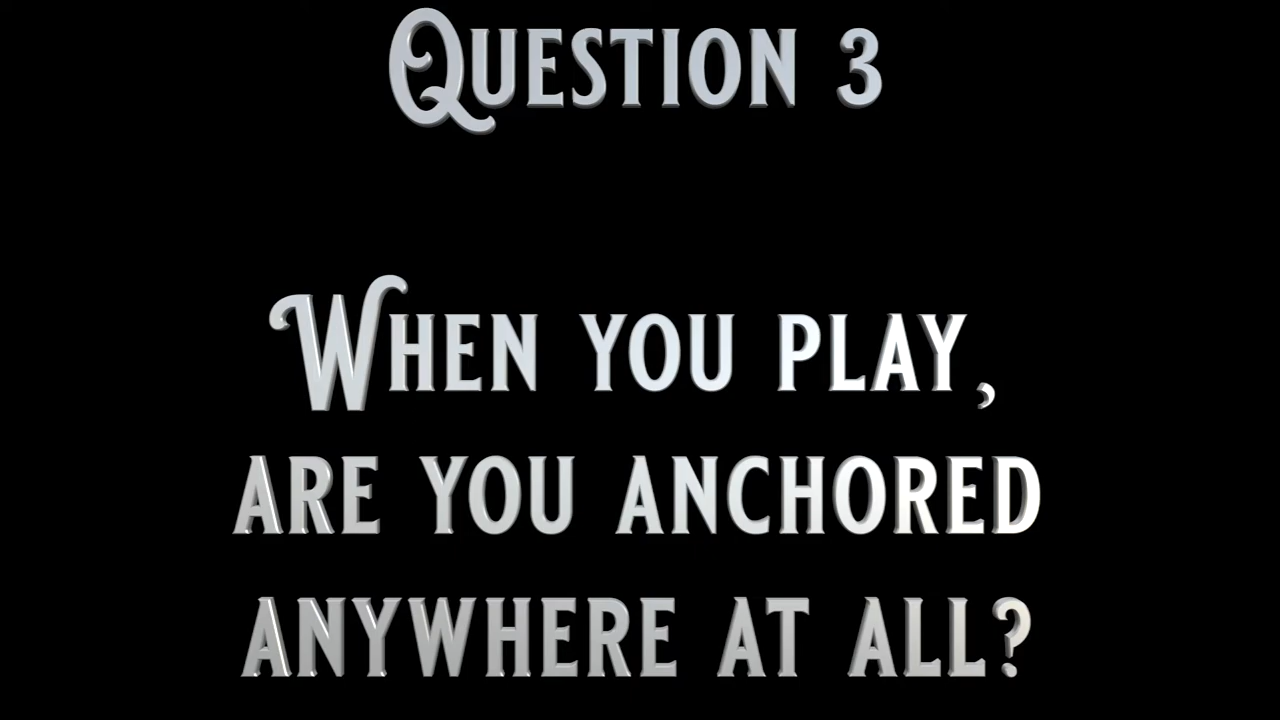 Question 3
When you play,
are you anchored
anywhere at all?